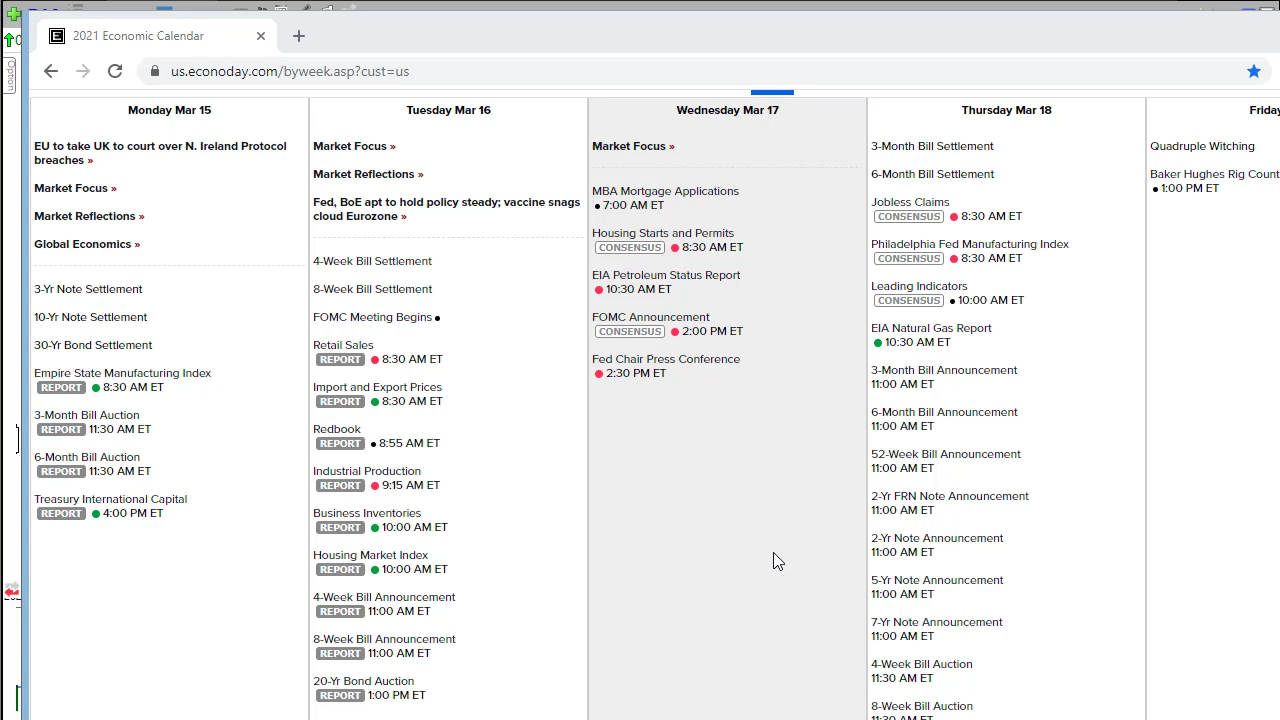 2021 Economic Calendar
us.econoday.com/byweek.asp?cust=us
Option
Monday Mar 15
EU to take UK to court over N. Ireland Protocol
breaches »
Market Focus »
Market Reflections »
Global Economics »
3-Yr Note Settlement
10-Yr Note Settlement
30-Yr Bond Settlement
Empire State Manufacturing Index
REPORT 8:30 AM ET
3-Month Bill Auction
REPORT 11:30 AM ET
6-Month Bill Auction
REPORT 11:30 AM ET
Treasury International Capital
REPORT 4:00 PM ET
Tuesday Mar 16
Market Focus »
Market Reflections »
Fed, BoE apt to hold policy steady; vaccine snags
cloud Eurozone »
4-Week Bill Settlement
8-Week Bill Settlement
FOMC Meeting Begins
Retail Sales
REPORT 8:30 AM ET
Import and Export Prices
REPORT 8:30 AM ET
Redbook
REPORT 8:55 AM ET
Industrial Production
REPORT 9:15 AM ET
Business Inventories
REPORT 10:00 AM ET
Housing Market Index
REPORT 10:00 AM ET
4-Week Bill Announcement
REPORT 11:00 AM ET
8-Week Bill Announcement
REPORT 11:00 AM ET
20-Yr Bond Auction
REPORT 1:00 PM ET
Wednesday Mar 17
Market Focus »
MBA Mortgage Applications
7:00 AM ET
Housing Starts and Permits
CONSENSUS 8:30 AM ET
EIA Petroleum Status Report
10:30 AM ET
FOMC Announcement
CONSENSUS 2:00 PM ET
Fed Chair Press Conference
2:30 PM ET
Thursday Mar 18
3-Month Bill Settlement
6-Month Bill Settlement
Jobless Claims
CONSENSUS 8:30 AM ET
Philadelphia Fed Manufacturing Index
CONSENSUS 8:30 AM ET
Leading Indicators
CONSENSUS 10:00 AM ET
EIA Natural Gas Report
10:30 AM ET
3-Month Bill Announcement
11:00 AM ET
6-Month Bill Announcement
11:00 AM ET
52-Week Bill Announcement
11:00 AM ET
2-Yr FRN Note Announcement
11:00 AM ET
2-Yr Note Announcement
11:00 AM ET
5-Yr Note Announcement
11:00 AM ET
7-Yr Note Announcement
11:00 AM ET
4-Week Bill Auction
11:30 AM ET
8-Week Bill Auction
11:30 AM ET
Friday
Quadruple Witching
Baker Hughes Rig Count
1:00 PM ET